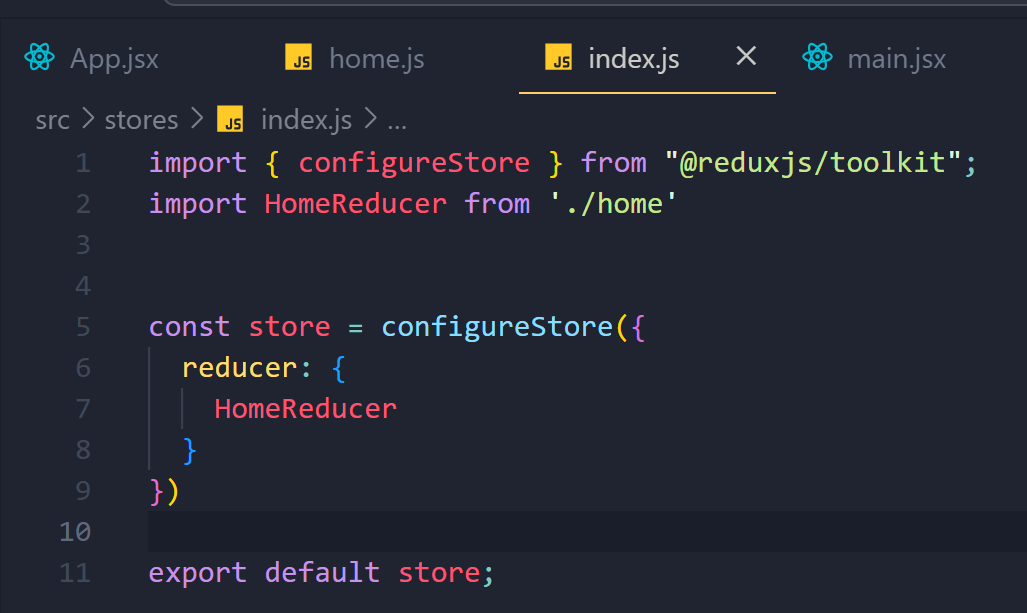 App.jsx JS home.js JS index.js × main.jsx
src > stores > JS index.js > ...
1 import { configureStore } from "@reduxjs/toolkit";
2 import HomeReducer from './home'
3
4
5 const store = configureStore({
6   reducer: {
7     HomeReducer
8   }
9 })
10
11 export default store;